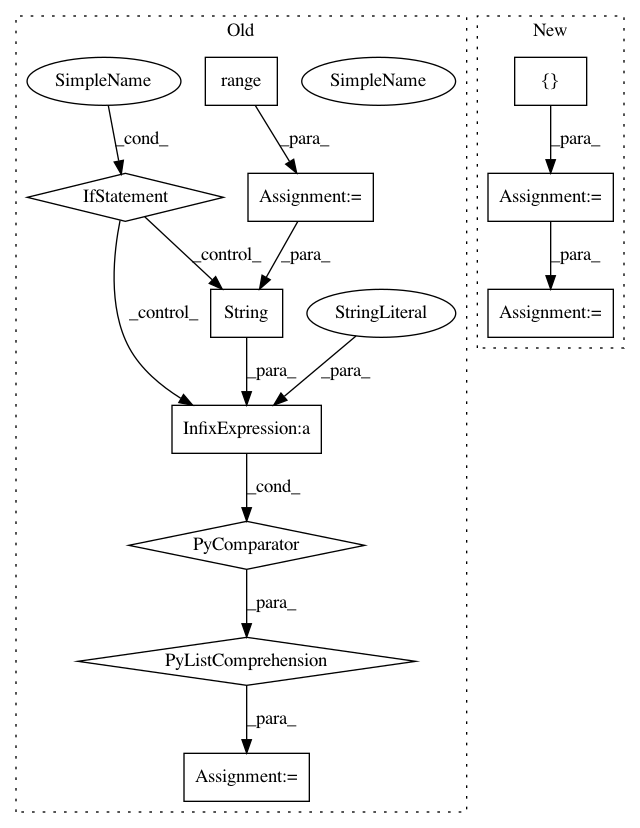 Old
New
SimpleName
range
SimpleName
{}
_cond_
_para_
_para_
IfStatement
Assignment:=
Assignment:=
_control_
_para_
_para_
_control_
String
StringLiteral
Assignment:=
_para_
_para_
InfixExpression:a
_cond_
PyComparator
_para_
PyListComprehension
_para_
Assignment:=